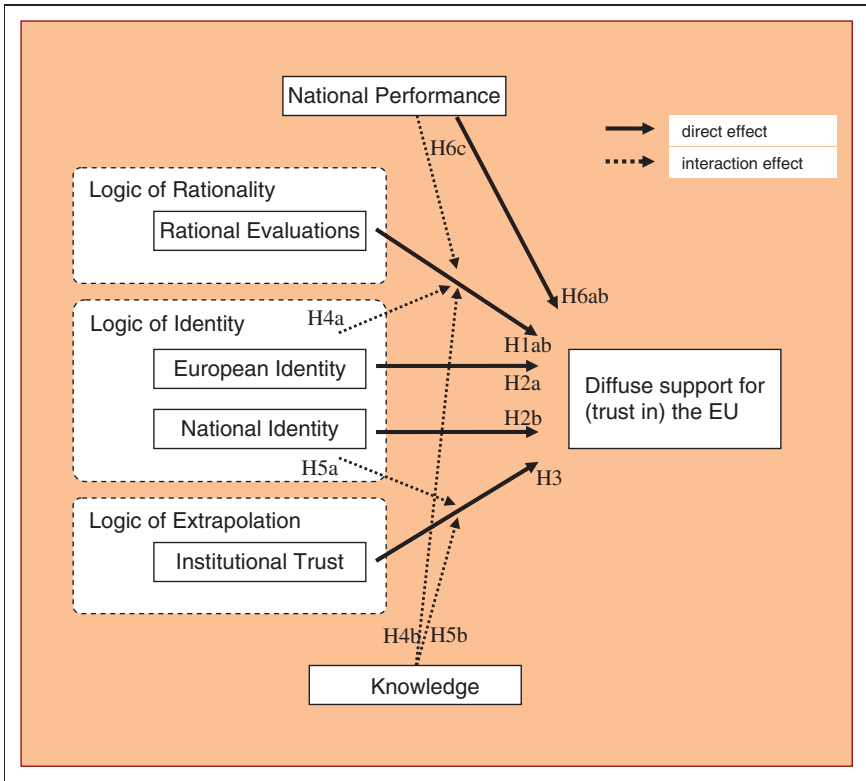 National Performance
direct effect
interaction effect
H6c
Logic of Rationality
Rational Evaluations
H6ab
H4a
Logic of Identity
H1ab
European Identity
H2a
Diffuse support for
(trust in) the EU
H2b
National Identity
H5a
H3
Logic of Extrapolation
Institutional Trust
H4b
H5b
Knowledge